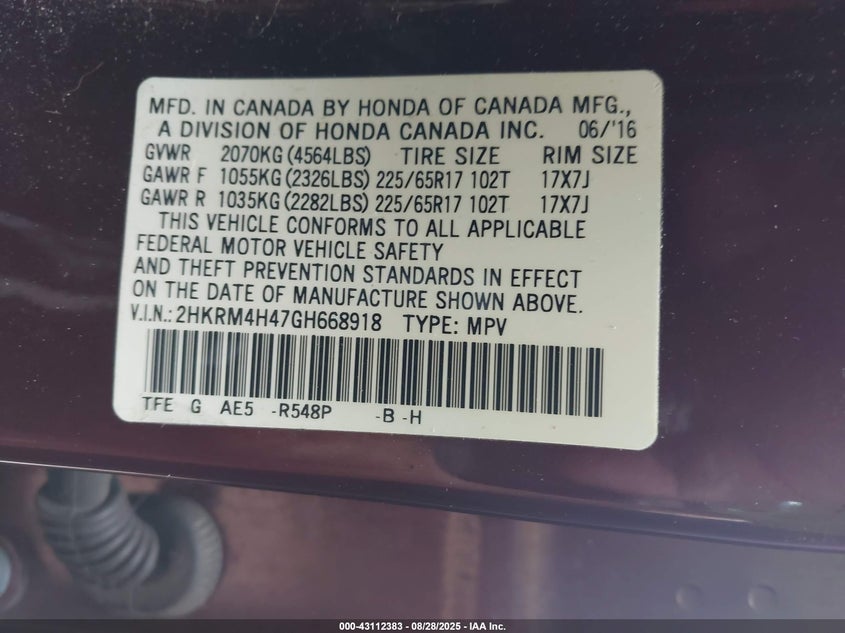 MFD. IN CANADA BY HONDA OF CANADA MFG.,
A DIVISION OF HONDA CANADA INC. 06/'16
GVWR 2070KG (4564LBS) TIRE SIZE RIM SIZE
GAWR F 1055KG (2326LBS) 225/65R17 102T 17X7J
GAWR R 1035KG (2282LBS) 225/65R17 102T 17X7J
THIS VEHICLE CONFORMS TO ALL APPLICABLE
FEDERAL MOTOR VEHICLE SAFETY
AND THEFT PREVENTION STANDARDS IN EFFECT
ON THE DATE OF MANUFACTURE SHOWN ABOVE.
V.I.N.: 2HKRM4H47GH668918 TYPE: MPV
TFE G AE5 -R548P -B -H
000-43112383 - 08/28/2025 - IAA Inc.